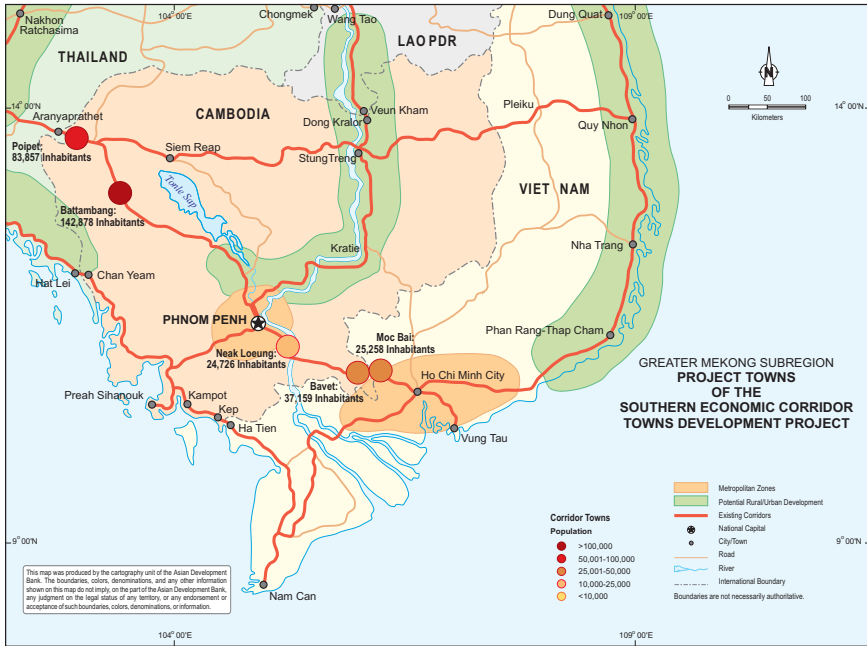 104°00'E
109°00'E
Nakhon
Ratchasima
Chongmek
Wang Tao
Dung Quat
THAILAND
LAO PDR
N
0 50 100
Kilometers
14°00'N
14°00'N
Aranyaprathet
CAMBODIA
Veun Kham
Dong Kralor
Pleiku
Quy Nhon
Poipet:
83,857 Inhabitants
Siem Reap
StungTreng
Tonle Sap
VIET NAM
Battambang:
142,878 Inhabitants
Kratie
Nha Trang
Hat Lei
Chan Yeam
PHNOM PENH
Moc Bai:
25,258 Inhabitants
Phan Rang-Thap Cham
Neak Loeung:
24,726 Inhabitants
Bavet:
37,159 Inhabitants
Ho Chi Minh City
GREATER MEKONG SUBREGION
PROJECT TOWNS
OF THE
SOUTHERN ECONOMIC CORRIDOR
TOWNS DEVELOPMENT PROJECT
Preah Sihanouk
Kampot
Kep
Ha Tien
Vung Tau
Nam Can
Corridor Towns
Population
>100,000
50,001-100,000
25,001-50,000
10,000-25,000
<10,000
Metropolitan Zones
Potential Rural/Urban Development
Existing Corridors
National Capital
City/Town
Road
River
International Boundary
Boundaries are not necessarily authoritative.
9°00'N
9°00'N
This map was produced by the cartography unit of the Asian Development
Bank. The boundaries, colors, denominations, and any other information
shown on this map do not imply, on the part of the Asian Development Bank,
any judgment on the legal status of any territory, or any endorsement or
acceptance of such boundaries, colors, denominations, or information.
104°00'E
109°00'E